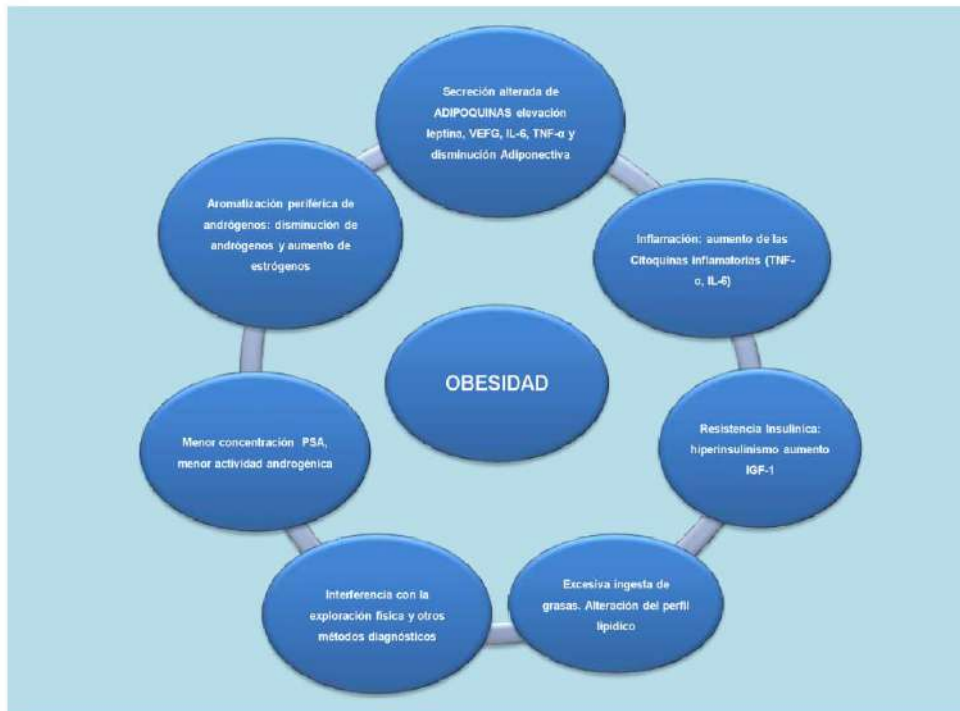 Secreción alterada de
ADIPOQUINAS elevación
leptina, VEFG, IL-6, TNF-α y
disminución Adiponectiva
Inflamación: aumento de las
Citoquinas inflamatorias (TNF-
α, IL-6)
Resistencia Insulínica:
hiperinsulinismo aumento
IGF-1
Excesiva ingesta de
grasas. Alteración del perfil
lipídico
Interferencia con la
exploración física y otros
métodos diagnósticos
Menor concentración PSA,
menor actividad androgénica
Aromatización periférica de
andrógenos: disminución de
andrógenos y aumento de
estrógenos
OBESIDAD